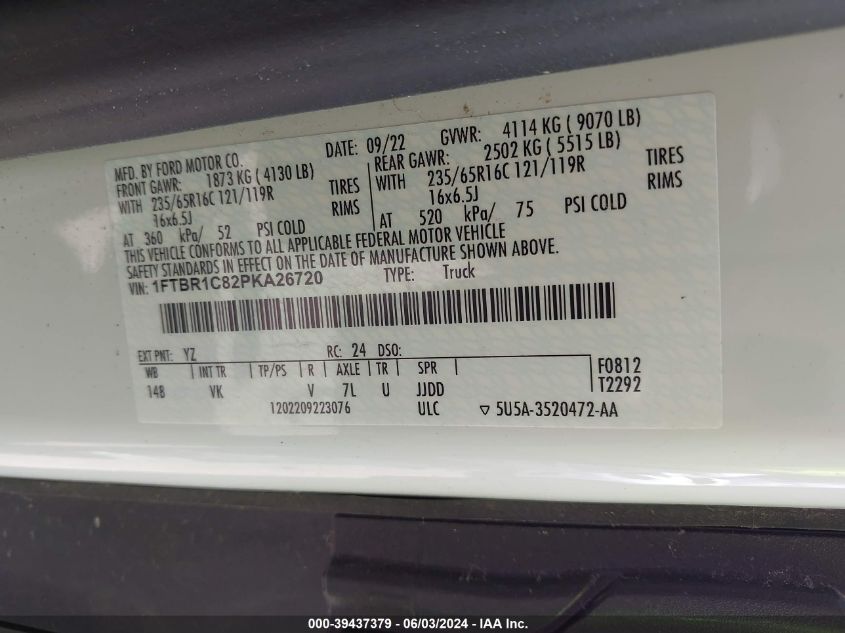 MFD. BY FORD MOTOR CO. DATE: 09/22 GVWR: 4114 KG ( 9070 LB)
FRONT GAWR: 1873 KG ( 4130 LB) REAR GAWR: 2502 KG ( 5515 LB)
WITH 235/65R16C 121/119R TIRES WITH 235/65R16C 121/119R TIRES
16x6.5J RIMS 16x6.5J RIMS
AT 360 kPa/ 52 PSI COLD AT 520 kPa/ 75 PSI COLD
THIS VEHICLE CONFORMS TO ALL APPLICABLE FEDERAL MOTOR VEHICLE
SAFETY STANDARDS IN EFFECT ON THE DATE OF MANUFACTURE SHOWN ABOVE.
VIN: 1FTBR1C82PKA26720 TYPE: Truck
EXT PNT: YZ RC: 24 DSO:
WB INT TR TP/PS R AXLE TR SPR F0812
148 VK V 7L U JJDD T2292
1202209223076 ULC ▽ 5U5A-3520472-AA
000-39437379 - 06/03/2024 - IAA Inc.